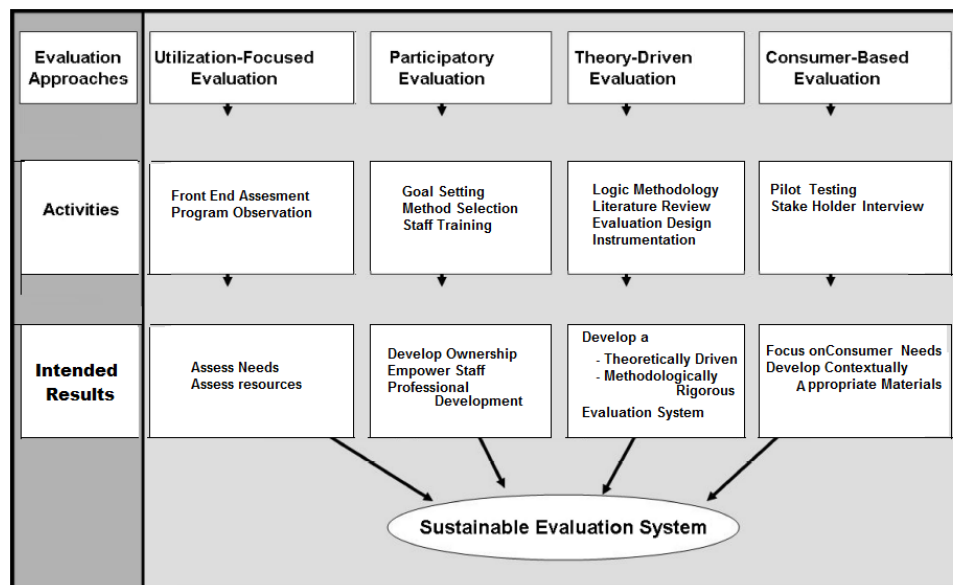 Evaluation
Approaches
Utilization-Focused
Evaluation
Participatory
Evaluation
Theory-Driven
Evaluation
Consumer-Based
Evaluation
Activities
Front End Assesment
Program Observation
Goal Setting
Method Selection
Staff Training
Logic Methodology
Literature Review
Evaluation Design
Instrumentation
Pilot Testing
Stake Holder Interview
Intended
Results
Assess Needs
Assess resources
Develop Ownership
Empower Staff
Professional
Development
Develop a
- Theoretically Driven
- Methodologically
Rigorous
Evaluation System
Focus onConsumer Needs
Develop Contextually
Appropriate Materials
Sustainable Evaluation System